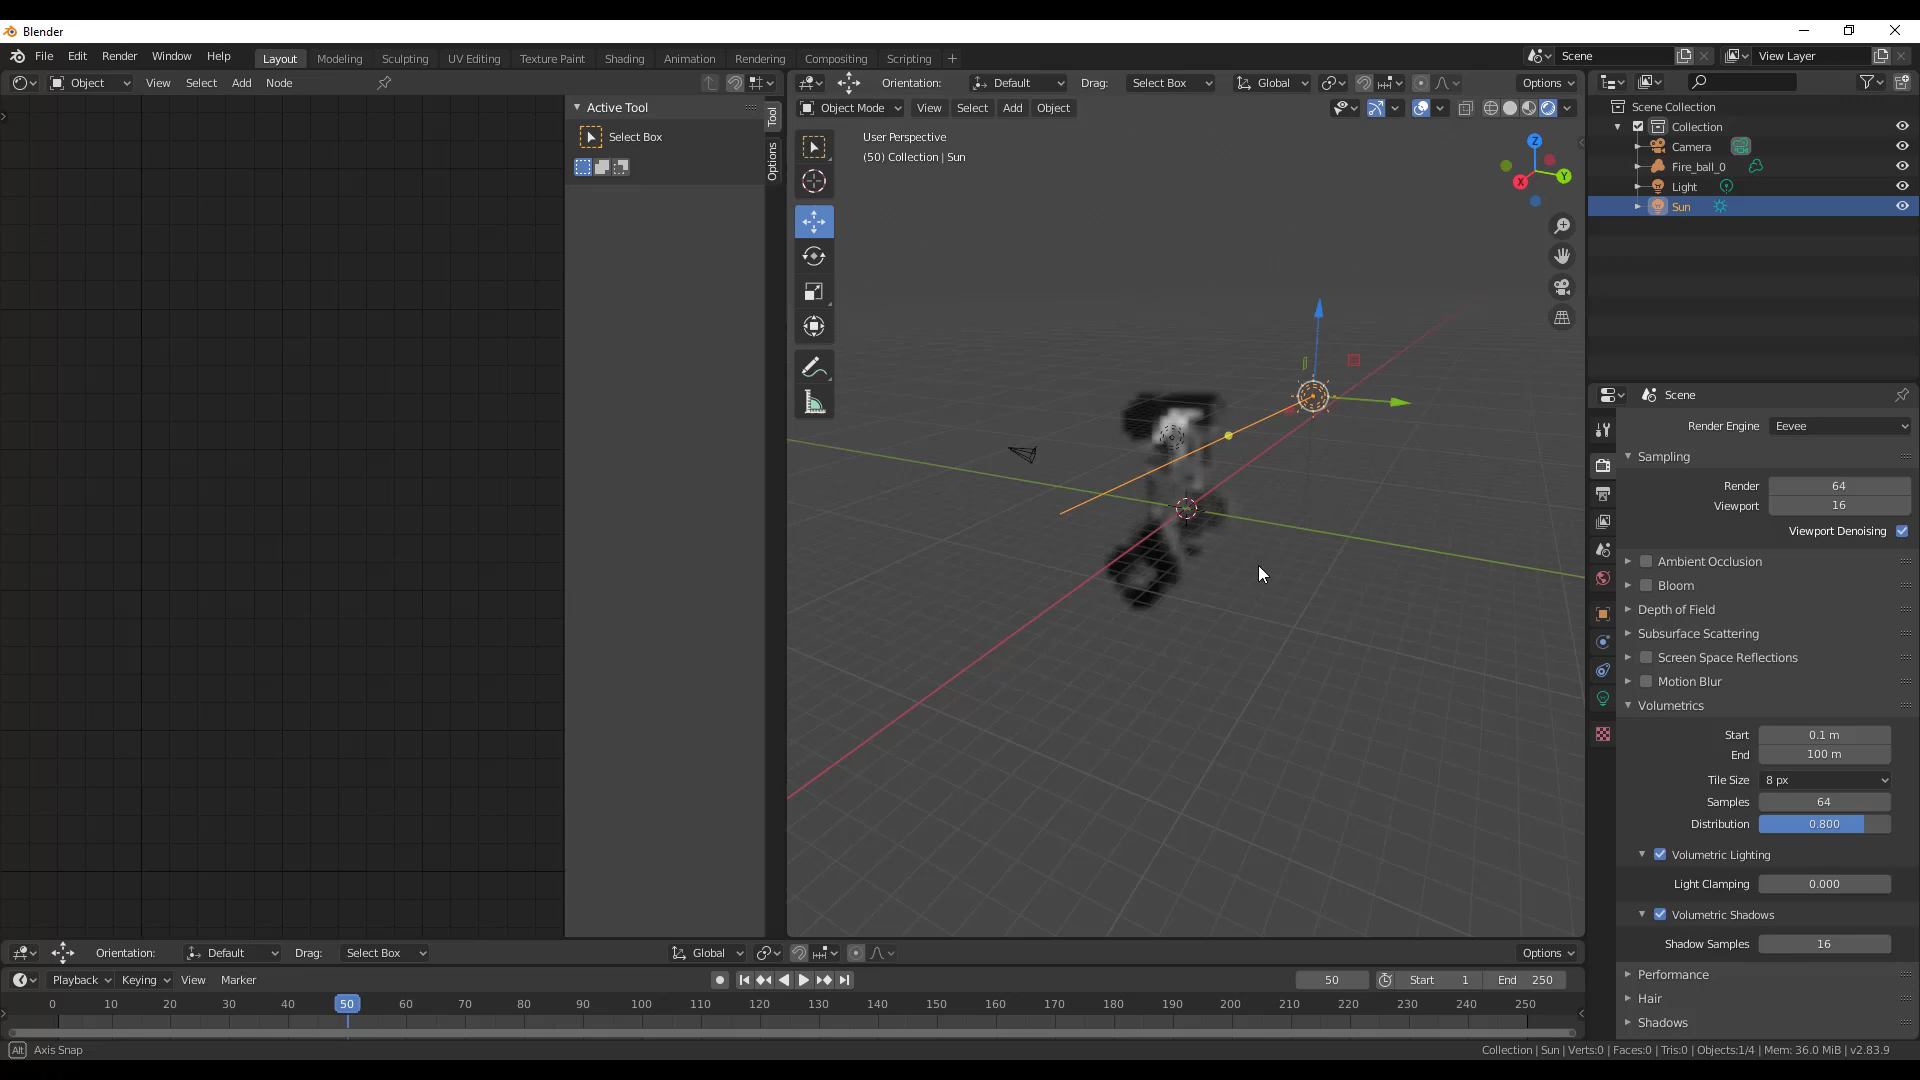 Blender
File Edit Render Window Help Layout Modeling Sculpting UV Editing Texture Paint Shading Animation Rendering Compositing Scripting + Scene View Layer
Object View Select Add Node
Orientation: Default Drag: Select Box Global Options
Active Tool
Select Box
Tool
Options
Object Mode View Select Add Object
User Perspective
(50) Collection | Sun
Z
X
Y
Scene Collection
Collection
Camera
Fire_ball_0
Light
Sun
Scene
Render Engine Eevee
Sampling
Render 64
Viewport 16
Viewport Denoising
Ambient Occlusion
Bloom
Depth of Field
Subsurface Scattering
Screen Space Reflections
Motion Blur
Volumetrics
Start 0.1 m
End 100 m
Tile Size 8 px
Samples 64
Distribution 0.800
Volumetric Lighting
Light Clamping 0.000
Volumetric Shadows
Shadow Samples 16
Performance
Hair
Shadows
Orientation: Default Drag: Select Box Global Options
Playback Keying View Marker 50 Start 1 End 250
0 10 20 30 40 50 60 70 80 90 100 110 120 130 140 150 160 170 180 190 200 210 220 230 240 250
Alt Axis Snap
Collection | Sun | Verts:0 | Faces:0 | Tris:0 | Objects:1/4 | Mem: 36.0 MiB | v2.83.9